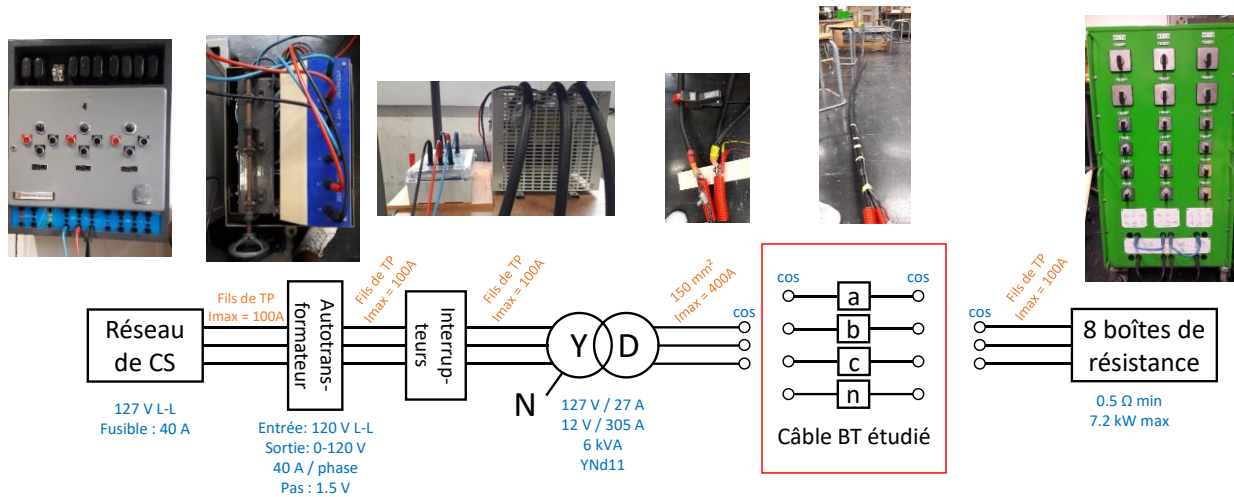 4
Fils de TP
Imax = 100A
Fils de TP
Imax = 100A
Fils de TP
Imax = 100A
150 mm²
Imax = 400A
Fils de TP
Imax = 100A
cos
cos
cos
cos
Réseau
de CS
Autotrans-
formateur
Interrup-
teurs
Y
D
N
a
b
c
n
8 boîtes de
résistance
127 V L-L
Fusible : 40 A
Entrée: 120 V L-L
Sortie: 0-120 V
40 A / phase
Pas : 1.5 V
127 V / 27 A
12 V / 305 A
6 kVA
YNd11
Câble BT étudié
0.5 Ω min
7.2 kW max